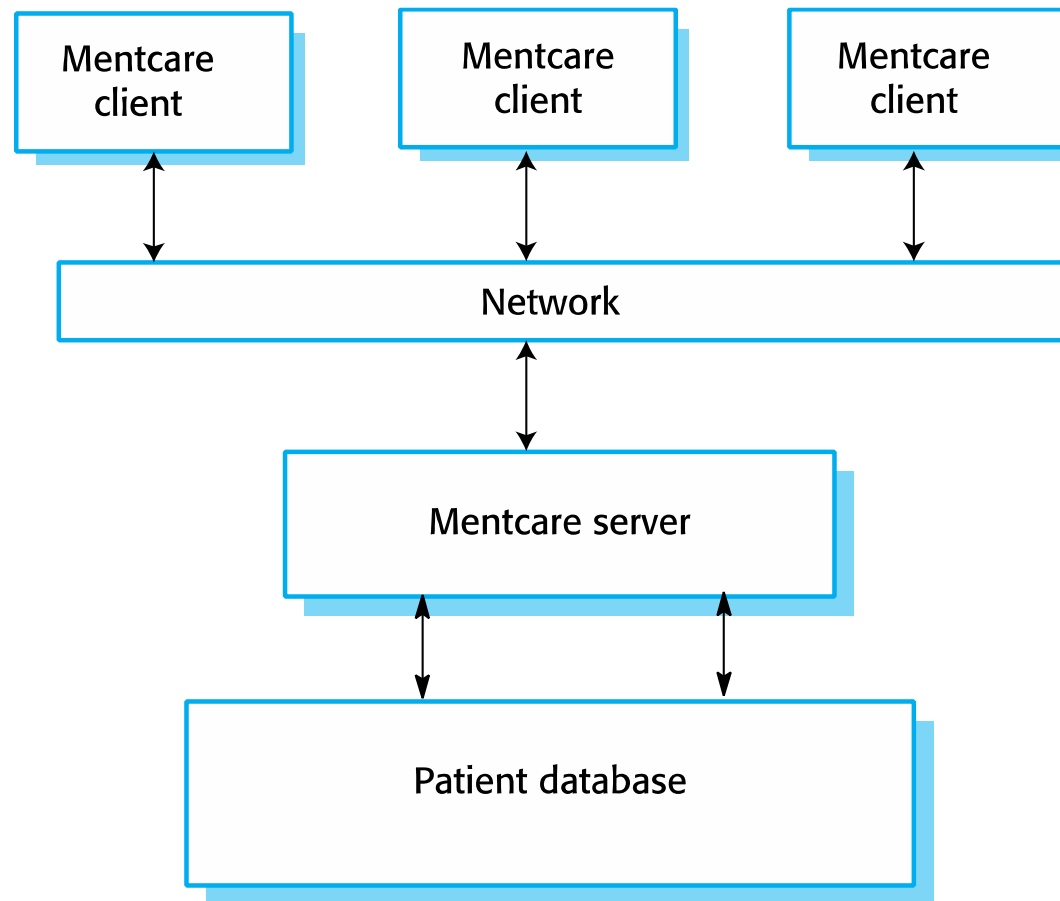 Mentcare
client
Mentcare
client
Mentcare
client
Network
Mentcare server
Patient database